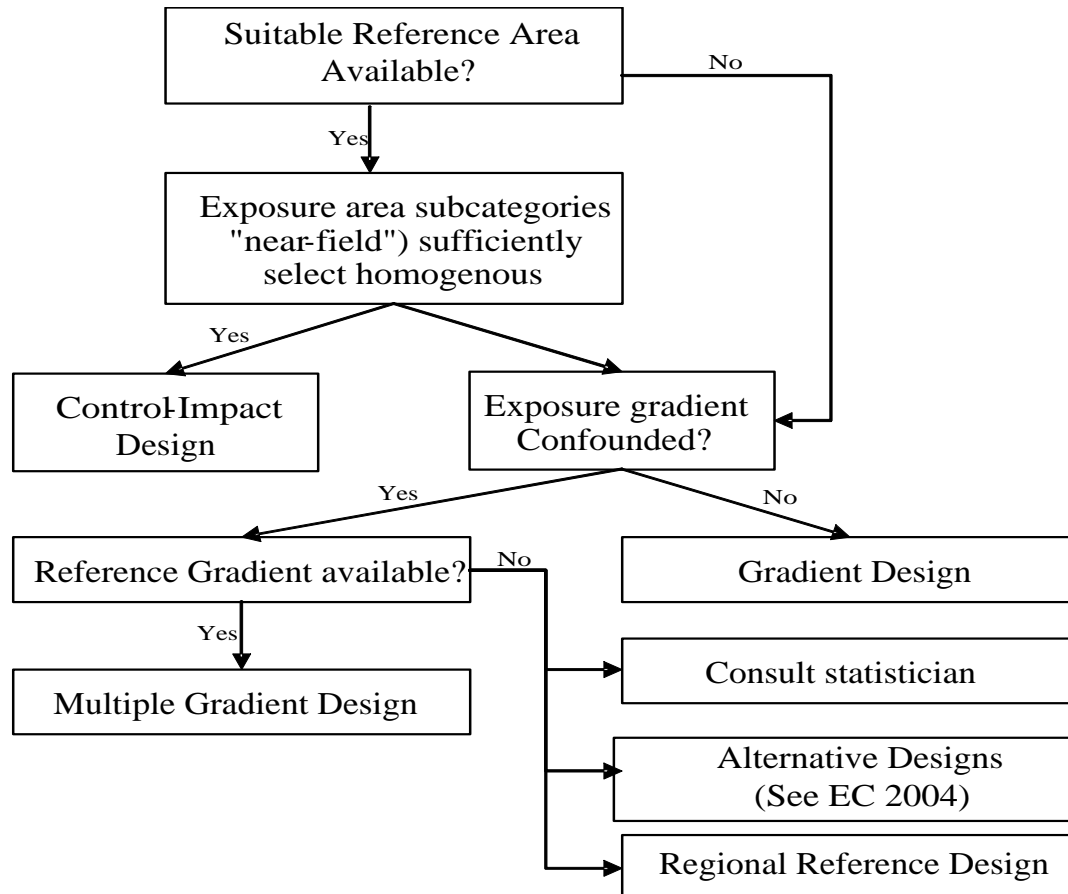 Suitable Reference Area
Available?
No
Yes
Exposure area subcategories
"near-field") sufficiently
select homogenous
Yes
Control-Impact
Design
Exposure gradient
Confounded?
Yes
No
Reference Gradient available?
No
Gradient Design
Yes
Consult statistician
Multiple Gradient Design
Alternative Designs
(See EC 2004)
Regional Reference Design